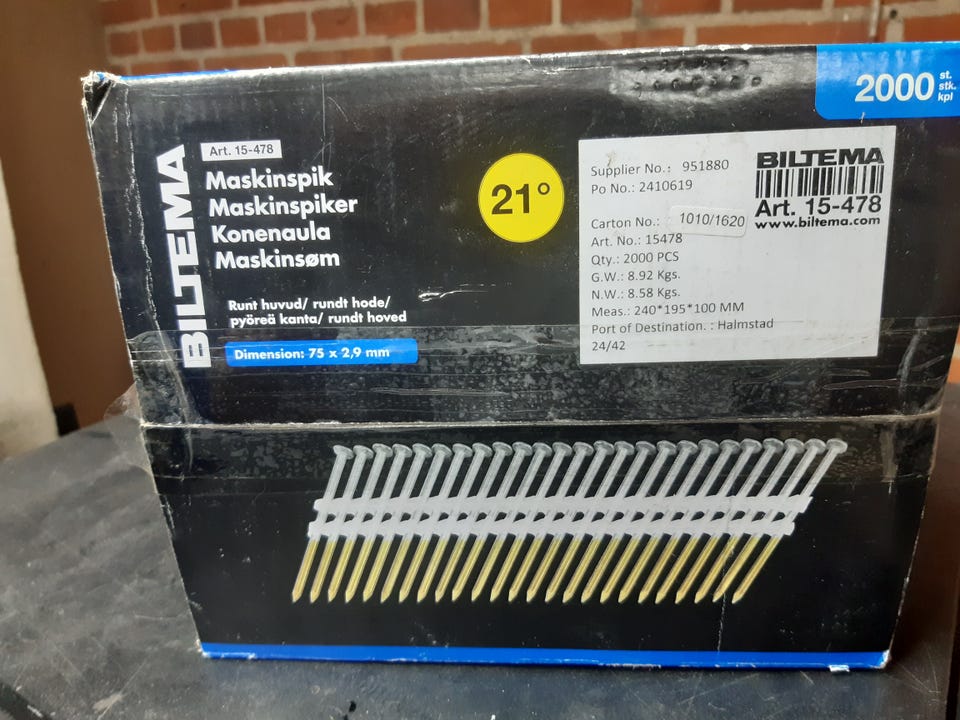 2000 st.
stk.
kpl
BILTEMA
Art. 15-478
Maskinspik
Maskinspiker
Konenaula
Maskinsøm
Runt huvud/ rundt hode/
pyöreä kanta/ rundt hoved
Dimension: 75 x 2,9 mm
21°
Supplier No.: 951880
Po No.: 2410619
Carton No.: 1010/1620
Art. No.: 15478
Qty.: 2000 PCS
G.W.: 8.92 Kgs.
N.W.: 8.58 Kgs.
Meas.: 240*195*100 MM
Port of Destination. : Halmstad
24/42
BILTEMA
Art. 15-478
www.biltema.com